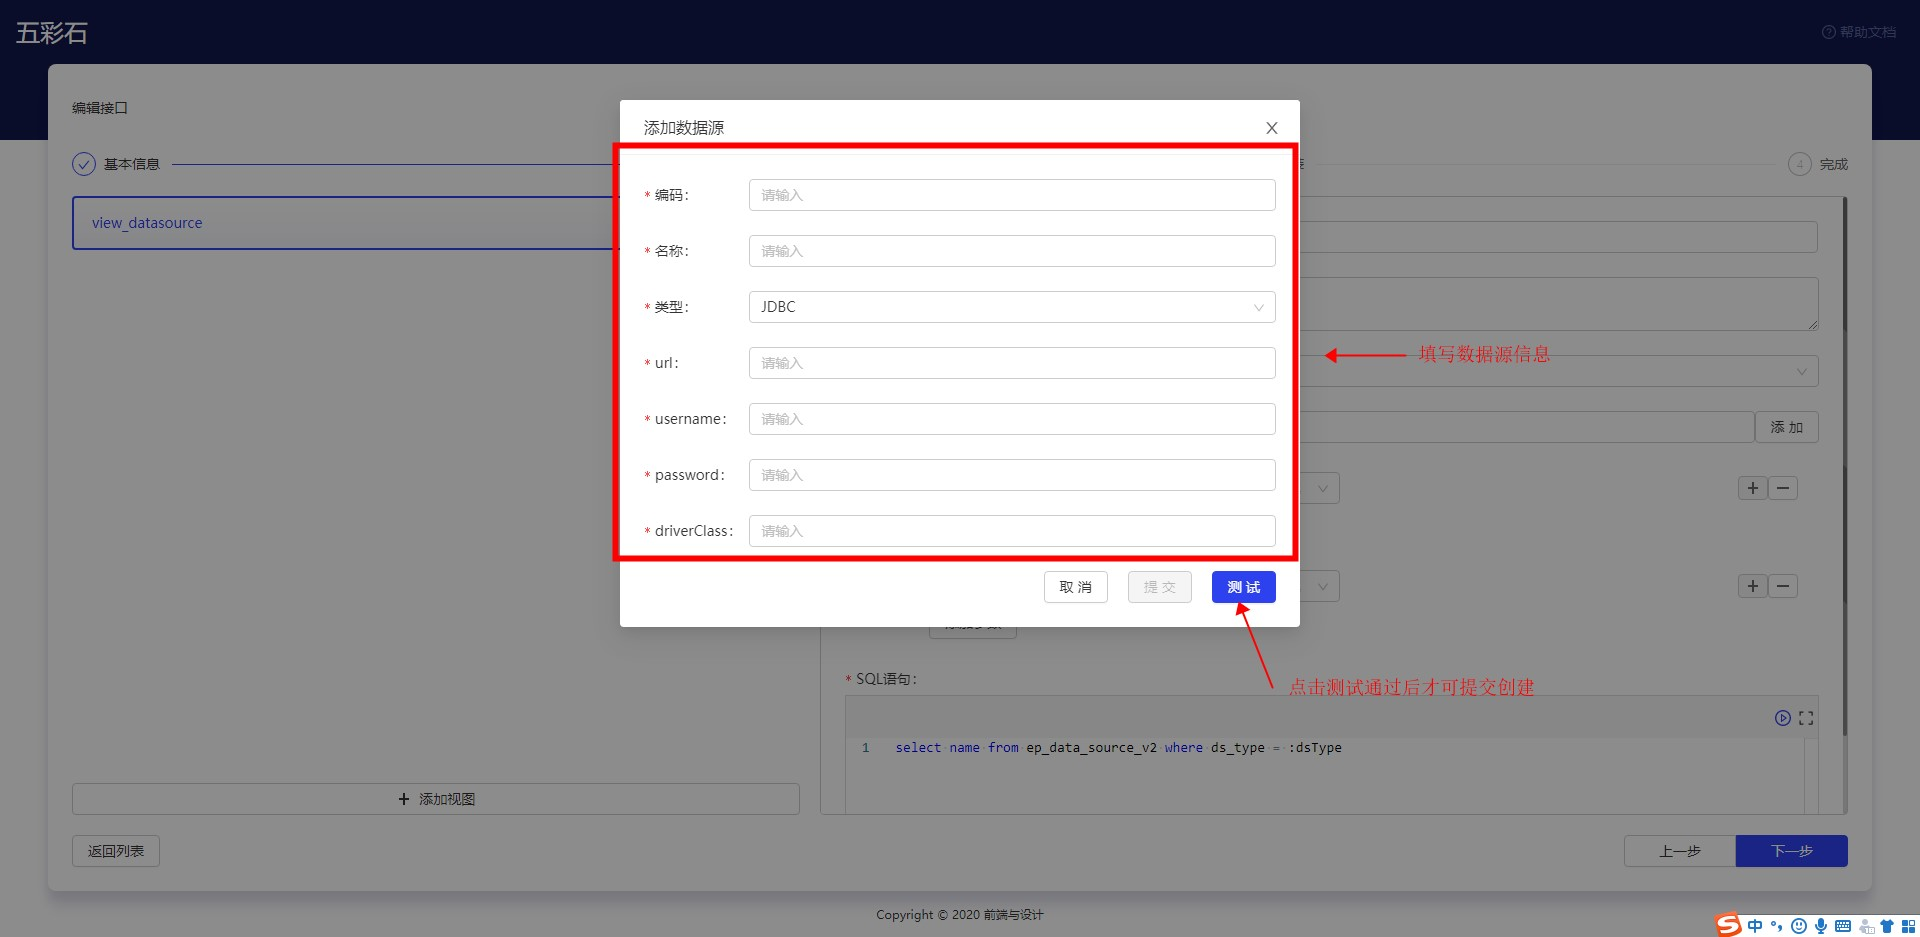 五彩石
帮助文档
编辑接口
添加数据源
基本信息
4 完成
view_datasource
* 编码: 请输入
* 名称: 请输入
* 类型: JDBC
* url: 请输入
填写数据源信息
* username: 请输入
添 加
* password: 请输入
* driverClass: 请输入
取 消 提 交 测 试
* SQL语句:
点击测试通过后才可提交创建
1 select name from ep_data_source_v2 where ds_type = :dsType
+ 添加视图
返回列表
上一步 下一步
Copyright © 2020 前端与设计
S 中